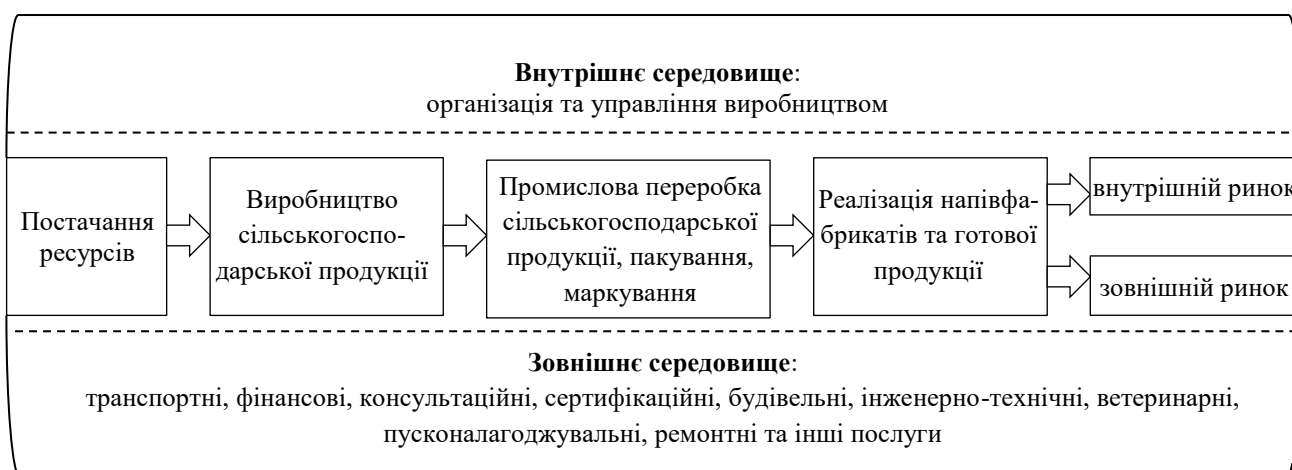 Внутрішнє середовище:
організація та управління виробництвом
Постачання
ресурсів
Виробництво
сільськогоспо-
дарської продукції
Промислова переробка
сільськогосподарської
продукції, пакування,
маркування
Реалізація напівфа-
брикатів та готової
продукції
внутрішній ринок
зовнішній ринок
Зовнішнє середовище:
транспортні, фінансові, консультаційні, сертифікаційні, будівельні, інженерно-технічні, ветеринарні,
пусконалагоджувальні, ремонтні та інші послуги